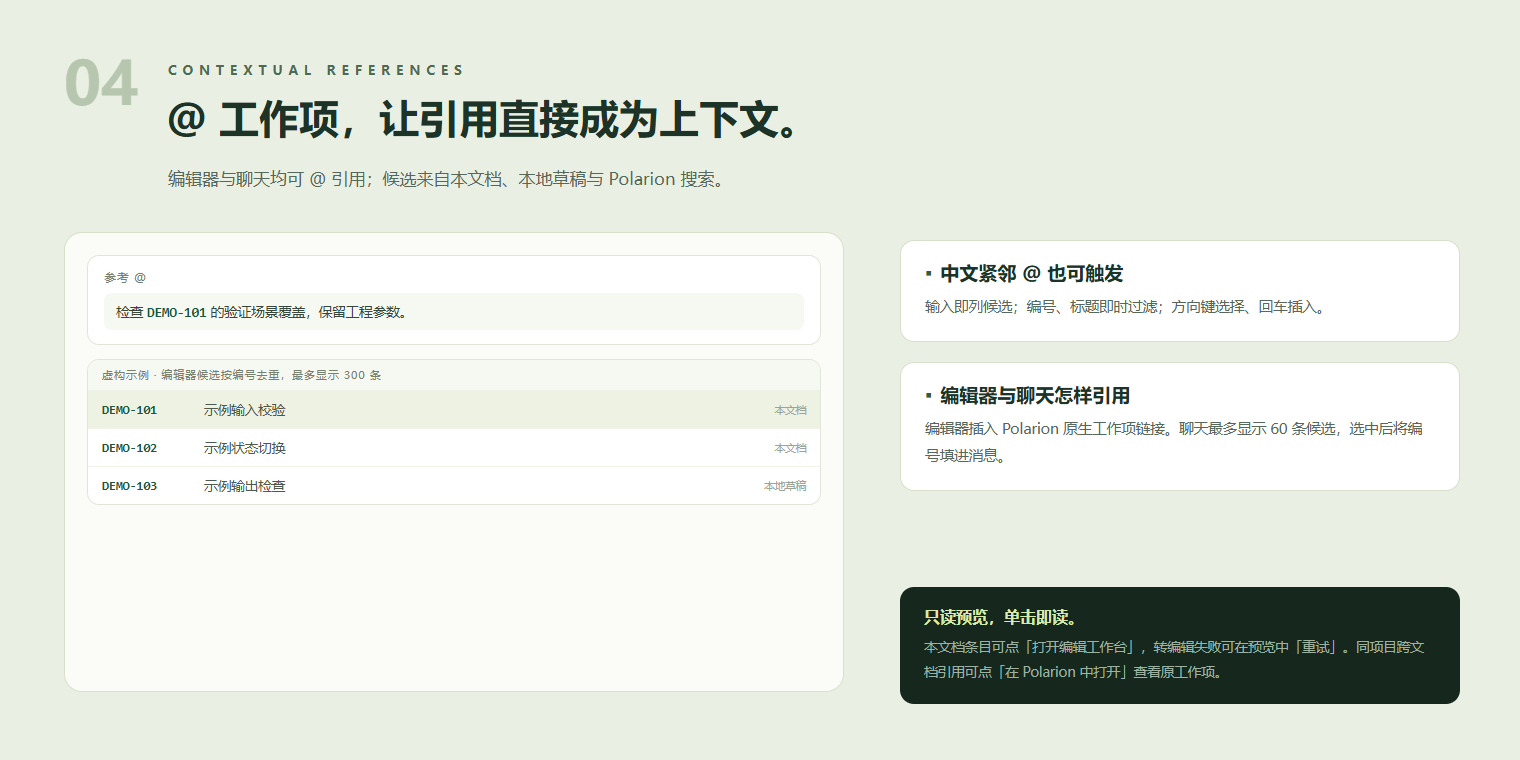 04
CONTEXTUAL REFERENCES
@ 工作项，让引用直接成为上下文。
编辑器与聊天均可 @ 引用；候选来自本文档、本地草稿与 Polarion 搜索。
参考 @
检查 DEMO-101 的验证场景覆盖，保留工程参数。
虚构示例 · 编辑器候选按编号去重，最多显示 300 条
DEMO-101 示例输入校验 本文档
DEMO-102 示例状态切换 本文档
DEMO-103 示例输出检查 本地草稿
▪ 中文紧邻 @ 也可触发
输入即列候选；编号、标题即时过滤；方向键选择、回车插入。
▪ 编辑器与聊天怎样引用
编辑器插入 Polarion 原生工作项链接。聊天最多显示 60 条候选，选中后将编
号填进消息。
只读预览，单击即读。
本文档条目可点「打开编辑工作台」，转编辑失败可在预览中「重试」。同项目跨文
档引用可点「在 Polarion 中打开」查看原工作项。